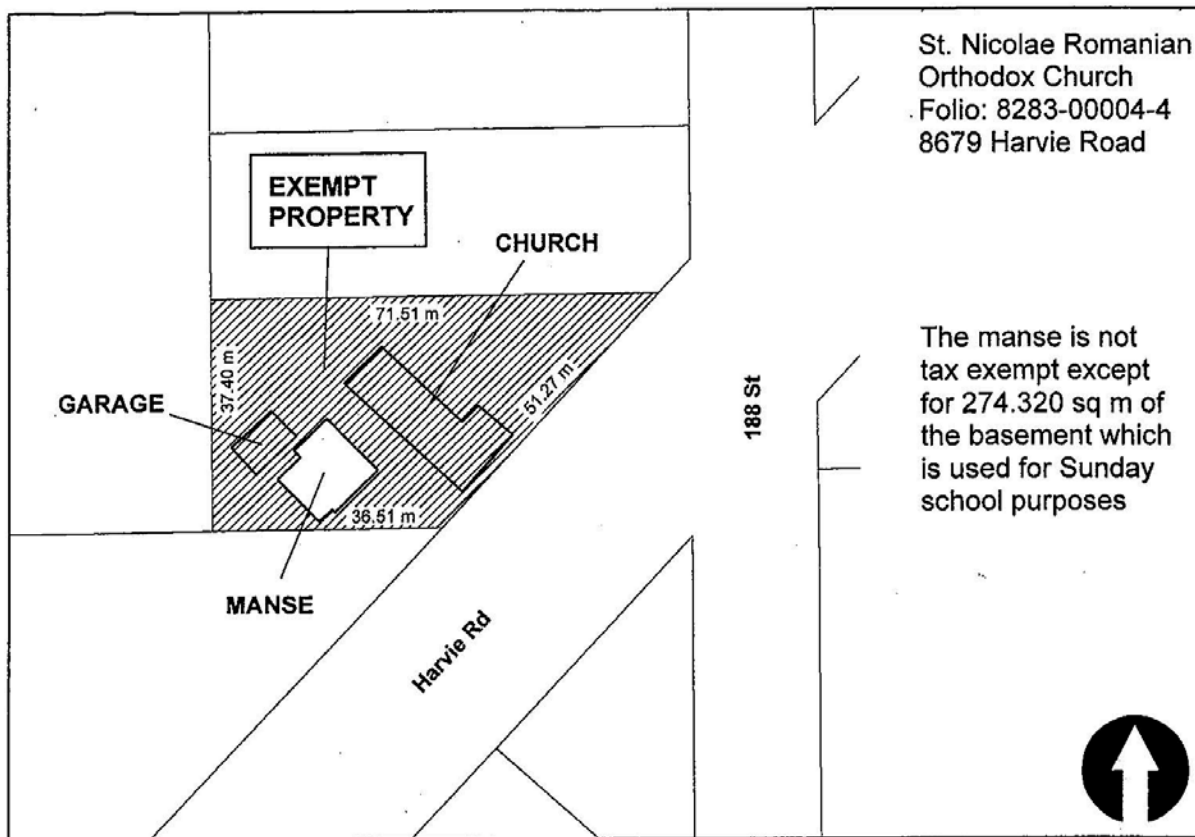 St. Nicolae Romanian
Orthodox Church
Folio: 8283-00004-4
8679 Harvie Road
EXEMPT
PROPERTY
CHURCH
71.51 m
37.40 m
51.27 m
GARAGE
36.51 m
MANSE
Harvie Rd
188 St
The manse is not
tax exempt except
for 274.320 sq m of
the basement which
is used for Sunday
school purposes